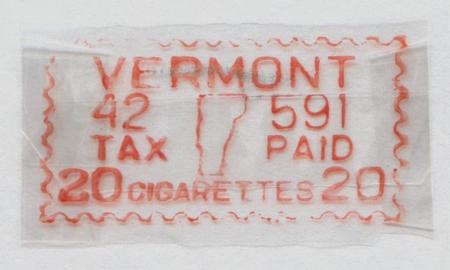 VERMONT
42 591
TAX PAID
20 CIGARETTES 20